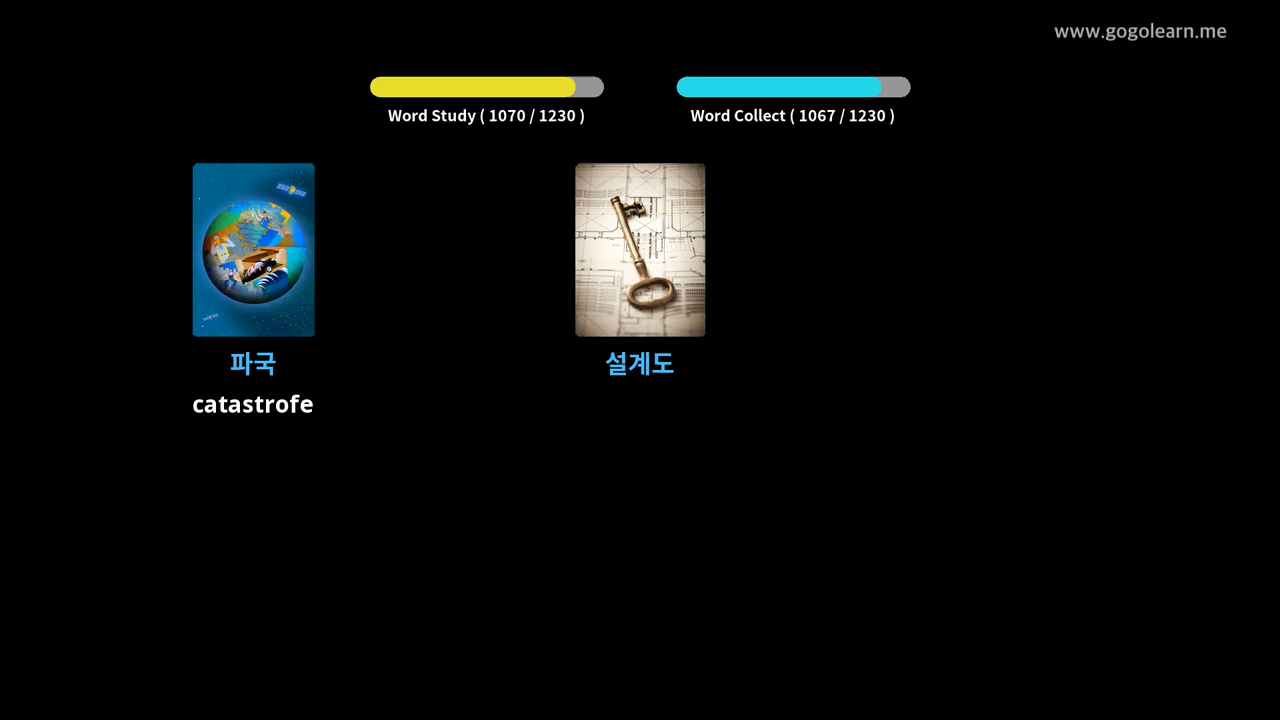 www.gogolearn.me
Word Study ( 1070 / 1230 )
Word Collect ( 1067 / 1230 )
파국
설계도
catastrofe